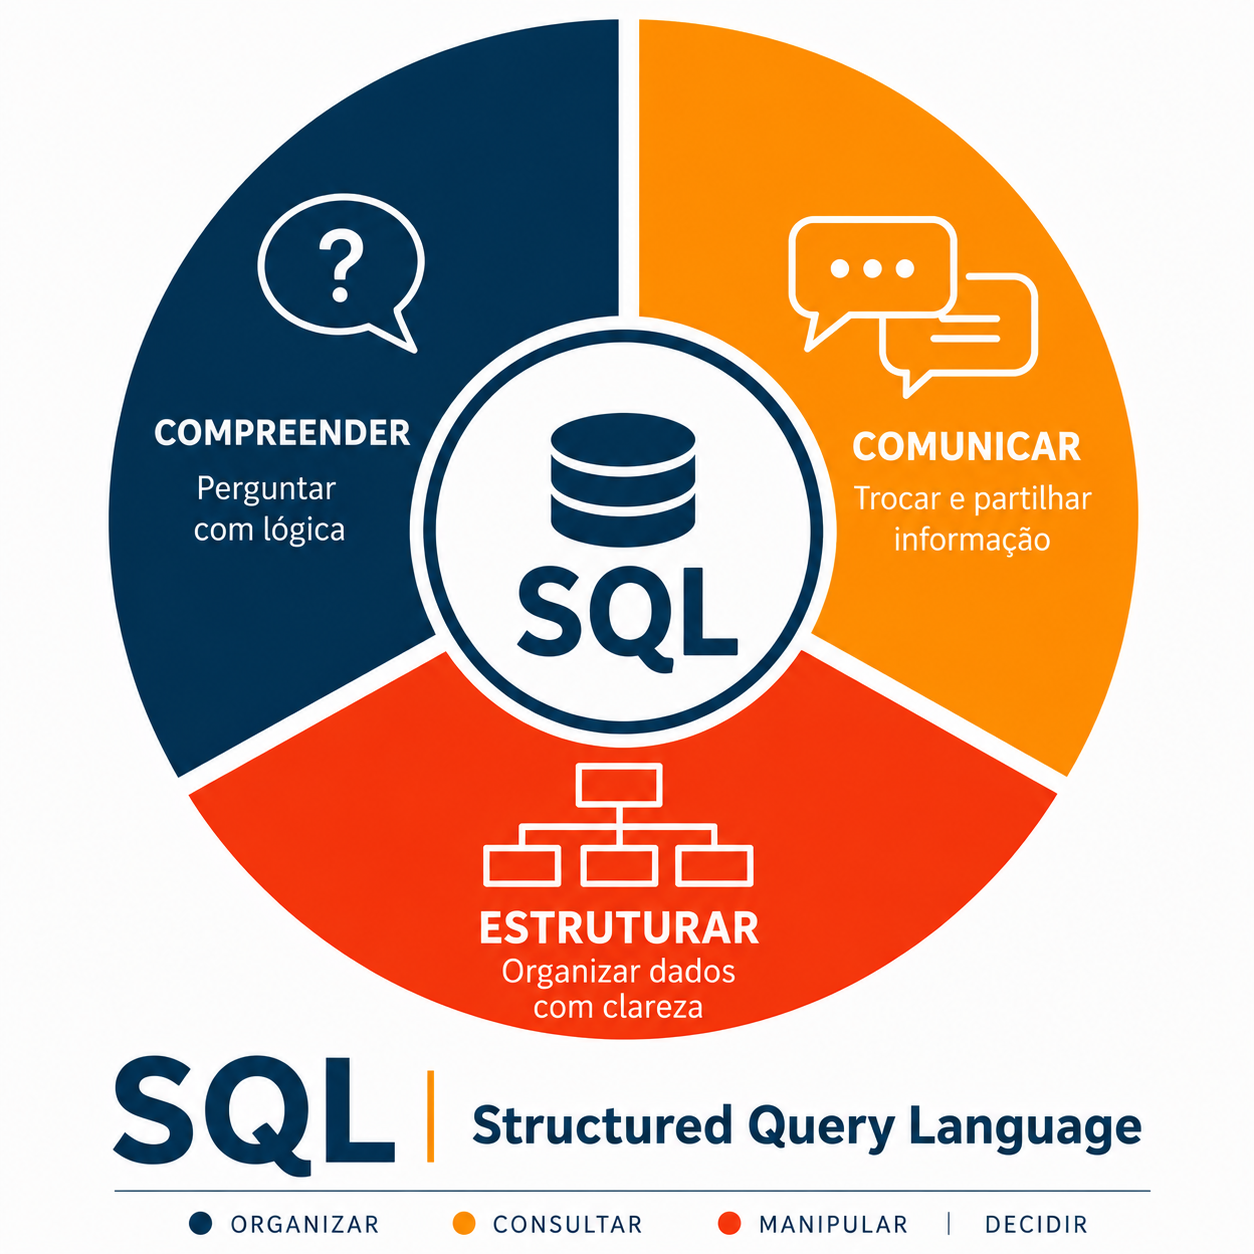 ?
COMPREENDER
Perguntar
com lógica
COMUNICAR
Trocar e partilhar
informação
SQL
ESTRUTURAR
Organizar dados
com clareza
SQL | Structured Query Language
ORGANIZAR CONSULTAR MANIPULAR | DECIDIR